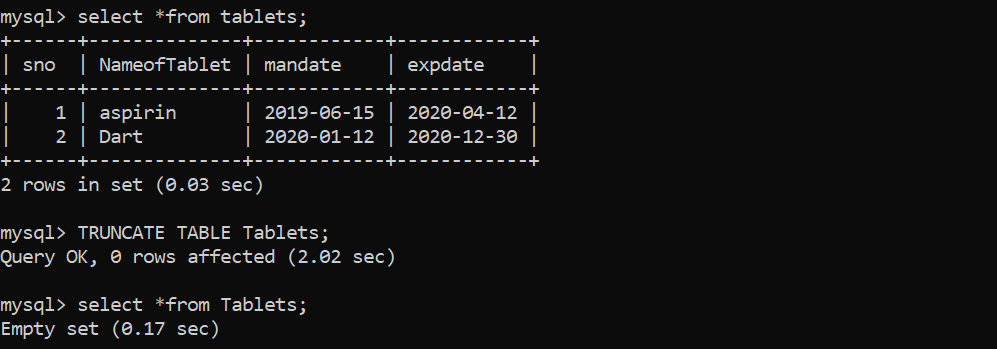 mysql> select *from tablets;
+------+--------------+------------+------------+
| sno  | NameofTablet | mandate    | expdate    |
+------+--------------+------------+------------+
|    1 | aspirin      | 2019-06-15 | 2020-04-12 |
|    2 | Dart         | 2020-01-12 | 2020-12-30 |
+------+--------------+------------+------------+
2 rows in set (0.03 sec)

mysql> TRUNCATE TABLE Tablets;
Query OK, 0 rows affected (2.02 sec)

mysql> select *from Tablets;
Empty set (0.17 sec)